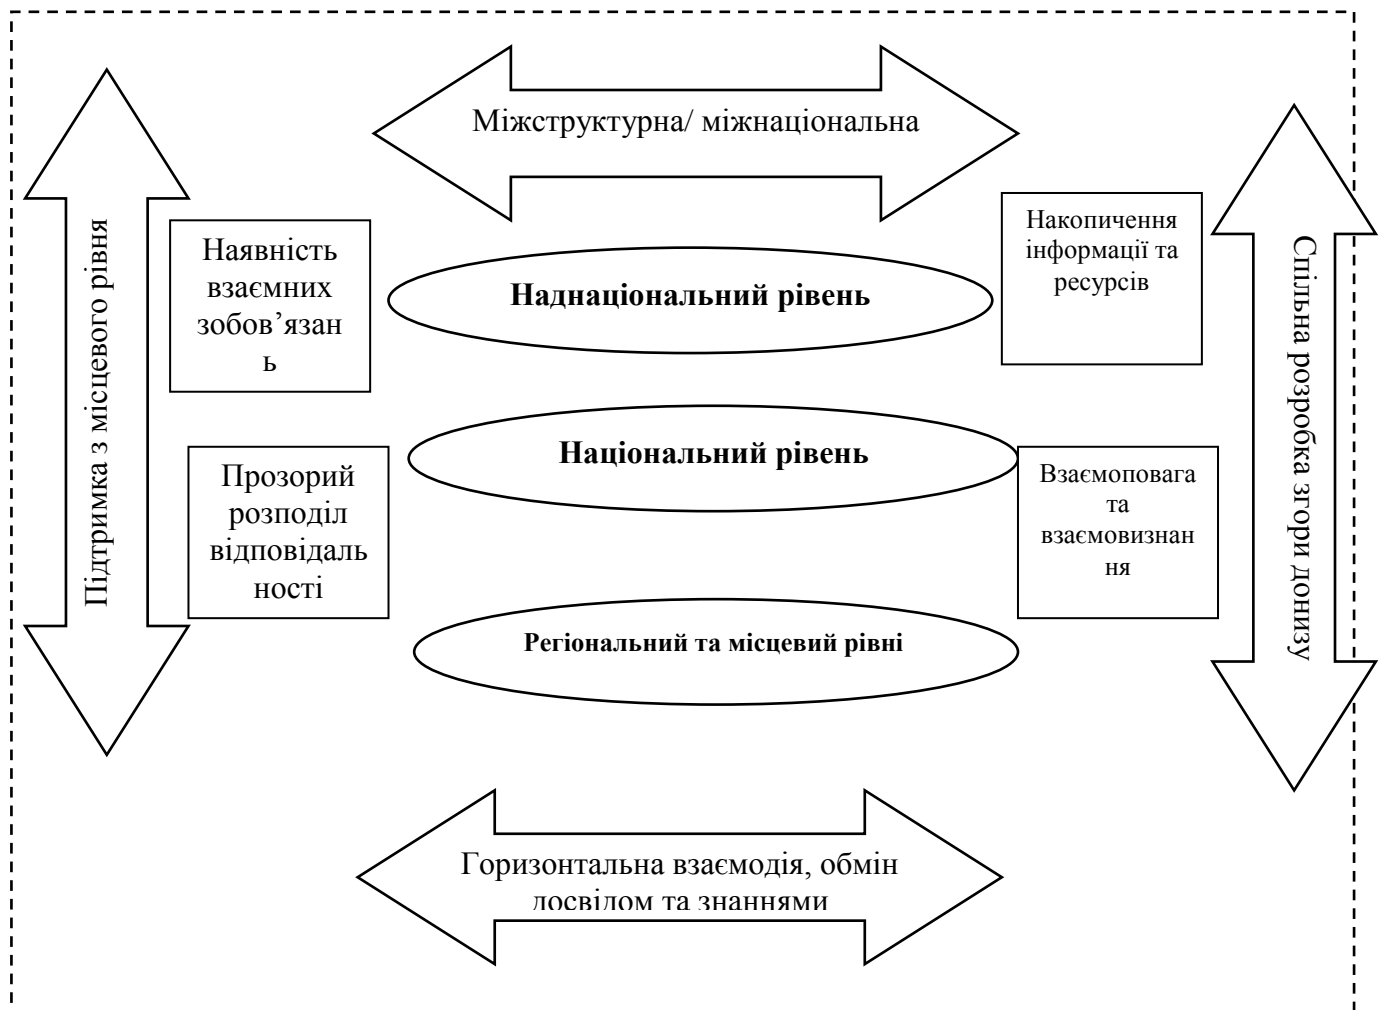 Міжструктурна/ міжнаціональна
Підтримка з місцевого рівня
Наявність
взаємних
зобов’язан
ь
Наднаціональний рівень
Накопичення
інформації та
ресурсів
Спільна розробка згори донизу
Національний рівень
Прозорий
розподіл
відповідаль
ності
Взаємоповага
та
взаємовизнан
ня
Регіональний та місцевий рівні
Горизонтальна взаємодія, обмін
досвідом та знаннями